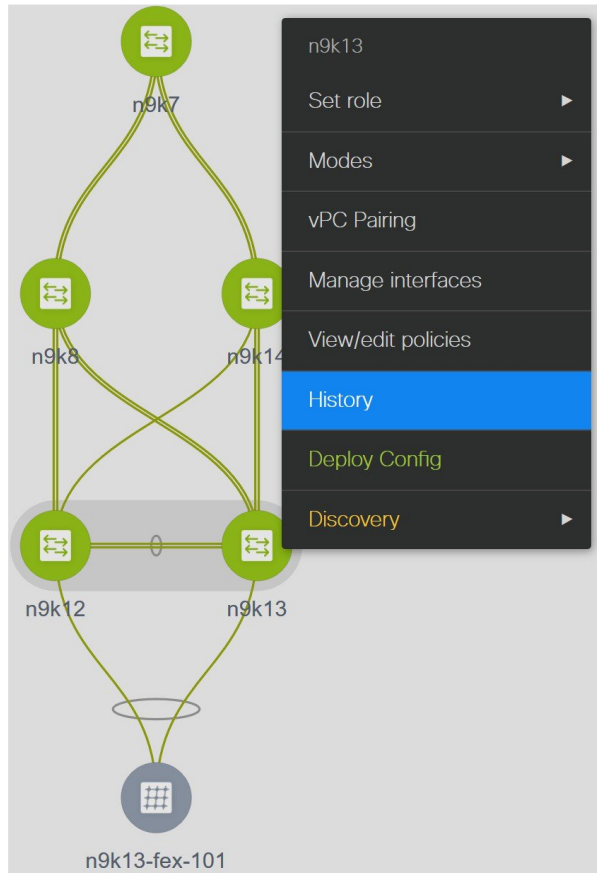 n9k7
n9k13
Set role
Modes
vPC Pairing
Manage interfaces
View/edit policies
History
Deploy Config
Discovery
n9k8
n9k14
n9k12
n9k13
n9k13-fex-101